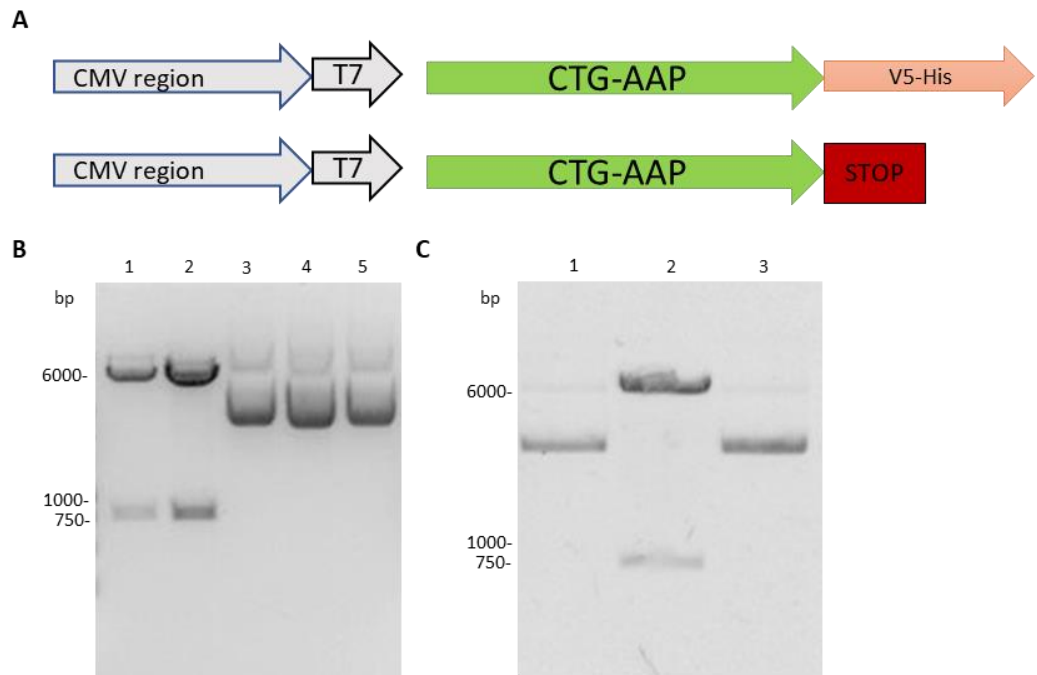 A
CMV region T7 CTG-AAP V5-His
CMV region T7 CTG-AAP STOP
B
1 2 3 4 5
bp
6000-
1000-
750-
C
1 2 3
bp
6000-
1000-
750-